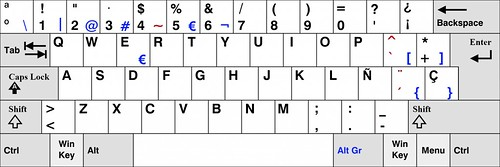 ª ! " · $ % & / ( ) = ? ¿ Backspace
º \ 1 | 2 @ 3 # 4 ~ 5 € 6 ¬ 7 8 9 0 ' ¡
Tab Q W E R T Y U I O P ^ * Enter
€ ` [ + ]
Caps Lock A S D F G H J K L Ñ ¨ Ç
´ { }
Shift > Z X C V B N M ; : _ Shift
< , . -
Ctrl Win Key Alt Alt Gr Win Key Menu Ctrl